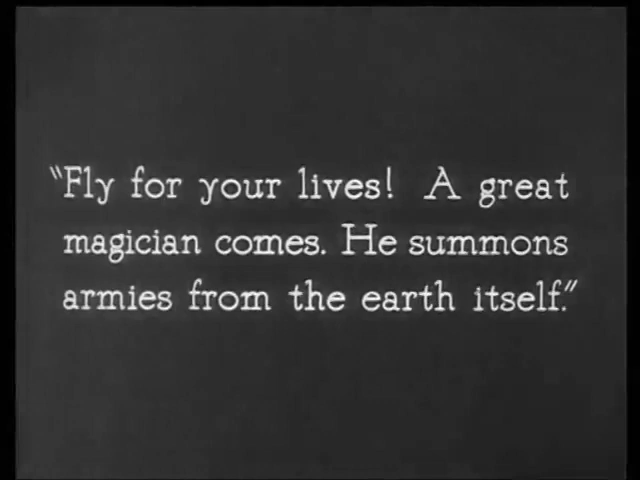 "Fly for your lives! A great
magician comes. He summons
armies from the earth itself."